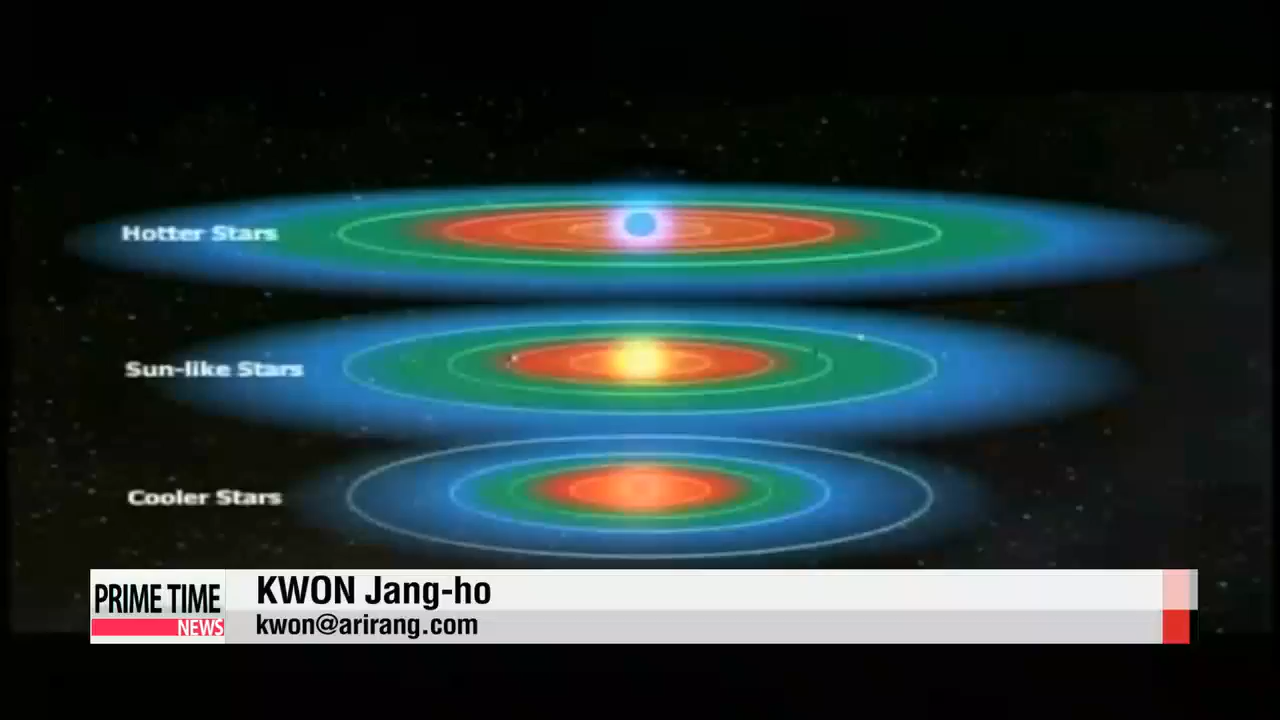 Hotter Stars
Sun-like Stars
Cooler Stars
PRIME TIME
NEWS
KWON Jang-ho
kwon@arirang.com